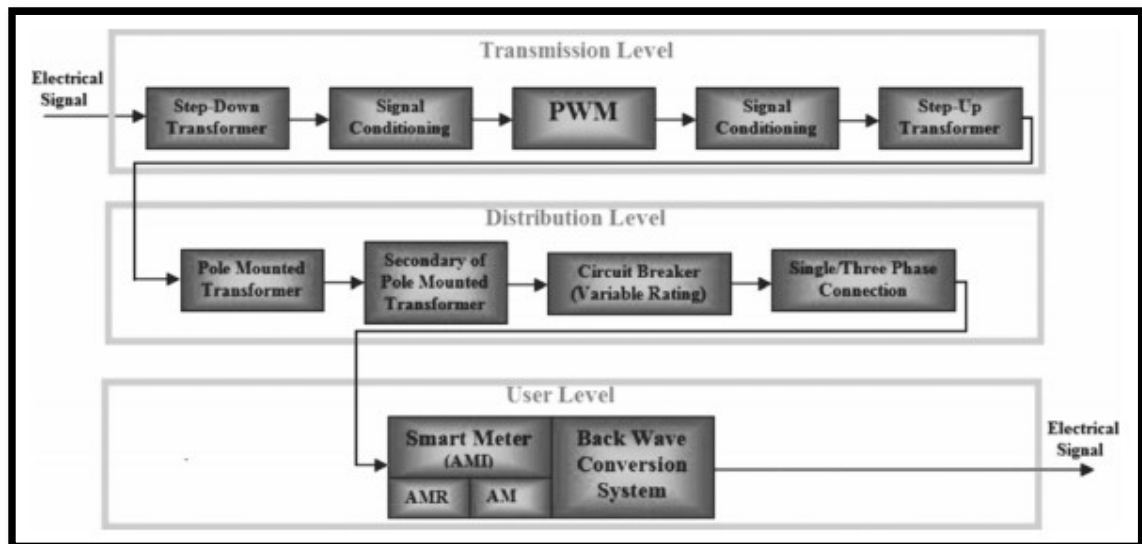 Transmission Level
Electrical
Signal
Step-Down
Transformer
Signal
Conditioning
PWM
Signal
Conditioning
Step-Up
Transformer
Distribution Level
Pole Mounted
Transformer
Secondary of
Pole Mounted
Transformer
Circuit Breaker
(Variable Rating)
Single/Three Phase
Connection
User Level
Smart Meter
(AMI)
AMR
AM
Back Wave
Conversion
System
Electrical
Signal